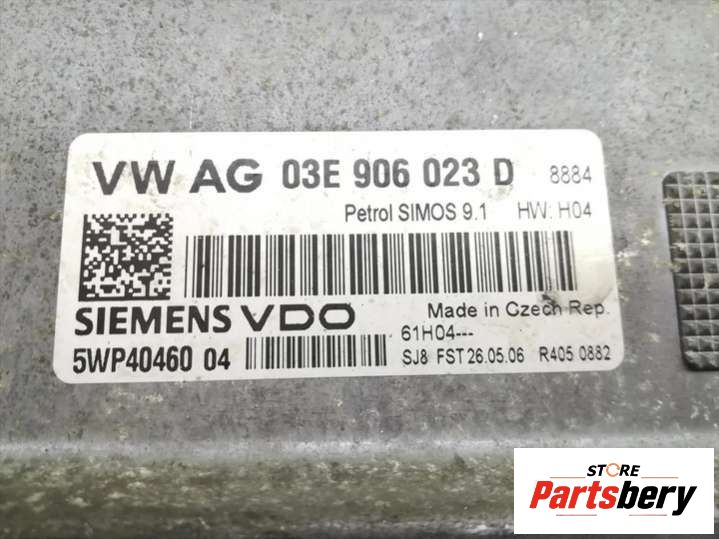 VW AG 03E 906 023 D 8884
Petrol SIMOS 9.1 HW: H04
SIEMENS VDO Made in Czech Rep.
61H04---
5WP40460 04 SJ8 FST 26.05.06 R405 0882
STORE
Partsbery